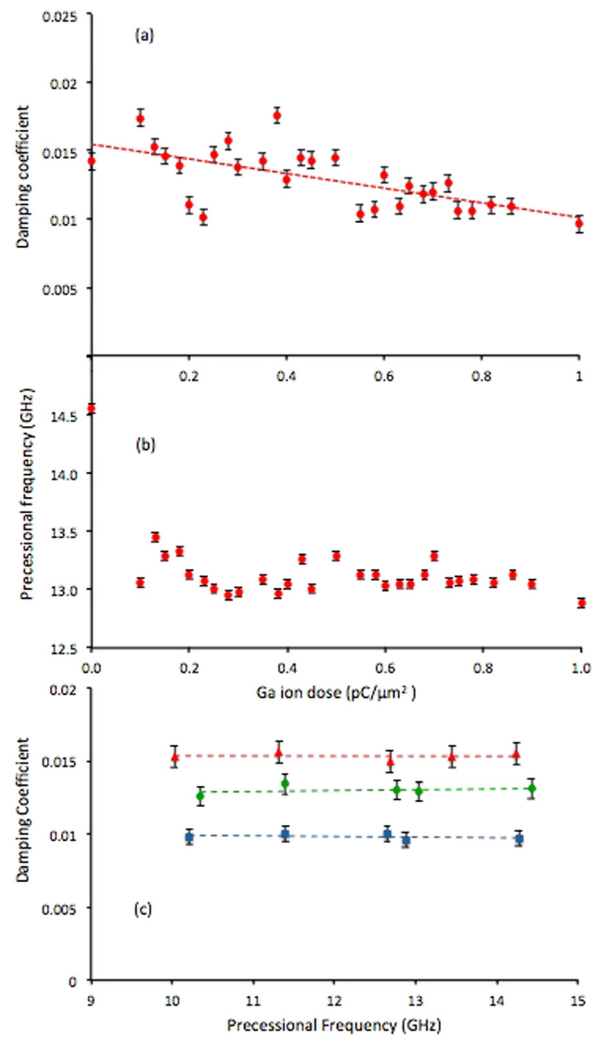 0.025
(a)
0.02
0.015
0.01
0.005
Damping coefficient
0.2 0.4 0.6 0.8 1
14.5
(b)
14.0
13.5
13.0
12.5
Precessional frequency (GHz)
0.0 0.2 0.4 0.6 0.8 1.0
Ga ion dose (pC/μm²)
0.02
0.015
0.01
0.005
(c)
0
Damping Coefficient
9 10 11 12 13 14 15
Precessional Frequency (GHz)